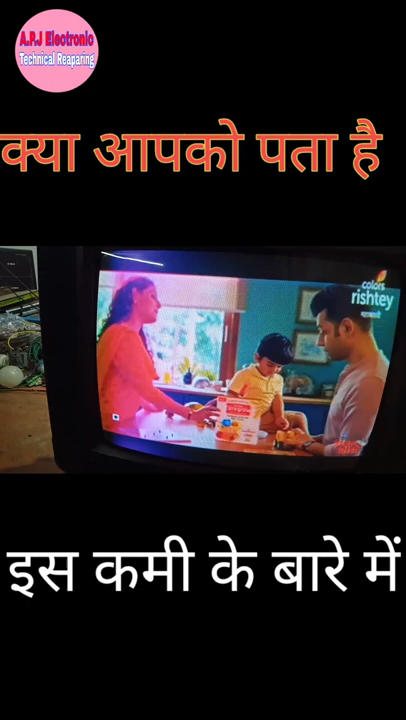 A.P.J Electronic
Technical Reaparing
क्या आपको पता है
colors
rishtey
इस कमी के बारे में